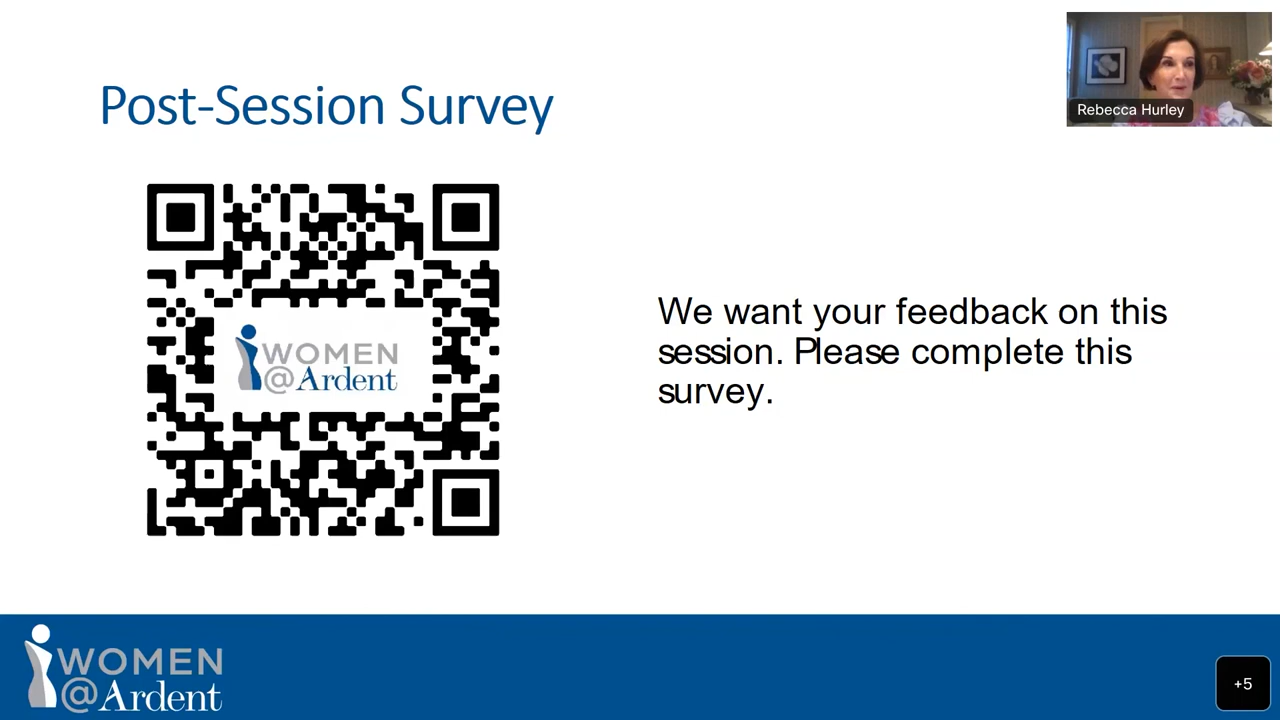 Post-Session Survey
Rebecca Hurley
WOMEN
@Ardent
We want your feedback on this
session. Please complete this
survey.
WOMEN
@Ardent
+5